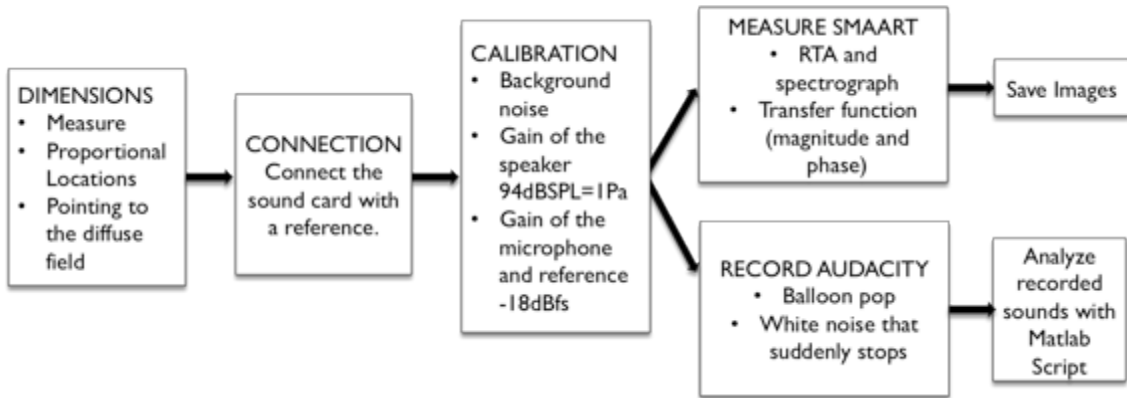 DIMENSIONS
• Measure
• Proportional
Locations
• Pointing to
the diffuse
field
CONNECTION
Connect the
sound card with
a reference.
CALIBRATION
• Background
noise
• Gain of the
speaker
94dBSPL=1Pa
• Gain of the
microphone
and reference
-18dBfs
MEASURE SMAART
• RTA and
spectrograph
• Transfer function
(magnitude and
phase)
Save Images
RECORD AUDACITY
• Balloon pop
• White noise that
suddenly stops
Analyze
recorded
sounds with
Matlab
Script